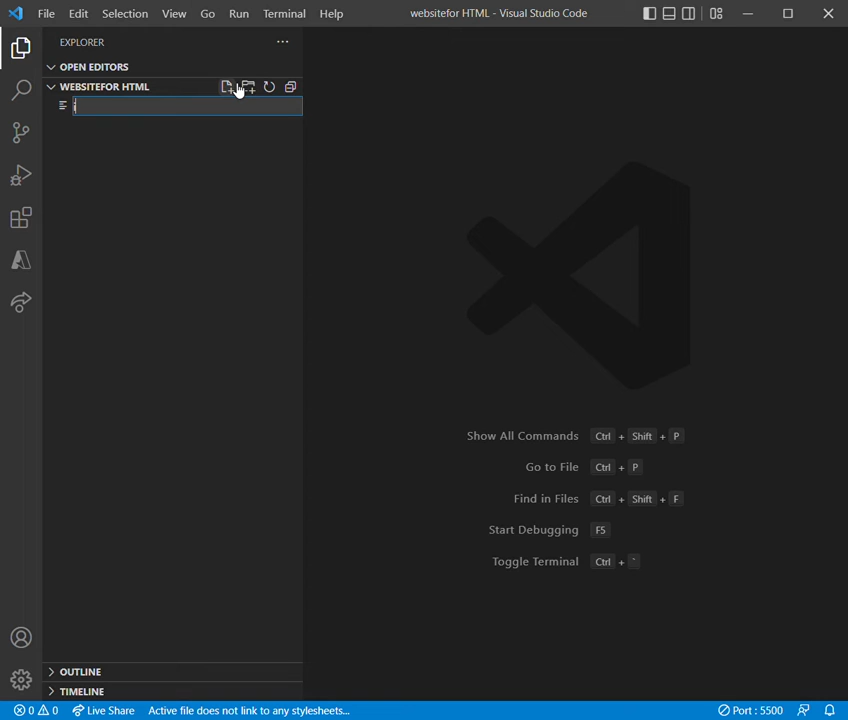 File Edit Selection View Go Run Terminal Help websitefor HTML - Visual Studio Code
EXPLORER
OPEN EDITORS
WEBSITEFOR HTML
i
Show All Commands Ctrl + Shift + P
Go to File Ctrl + P
Find in Files Ctrl + Shift + F
Start Debugging F5
Toggle Terminal Ctrl + `
OUTLINE
TIMELINE
0 0 Live Share Active file does not link to any stylesheets... Port : 5500